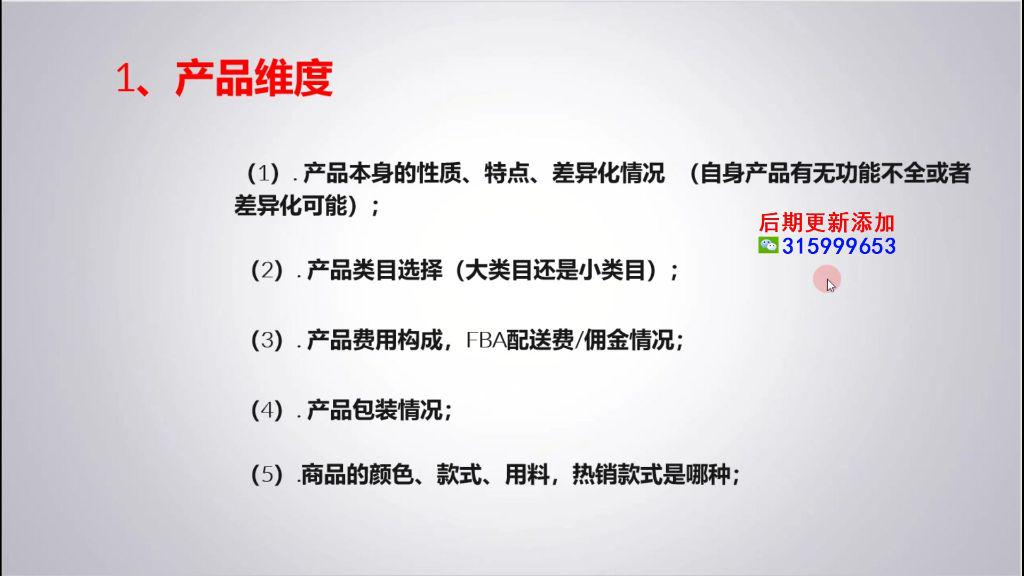 1、产品维度
（1）. 产品本身的性质、特点、差异化情况 （自身产品有无功能不全或者
差异化可能）；
后期更新添加
315999653
（2）. 产品类目选择（大类目还是小类目）；
（3）. 产品费用构成，FBA配送费/佣金情况；
（4）. 产品包装情况；
（5）.商品的颜色、款式、用料，热销款式是哪种；